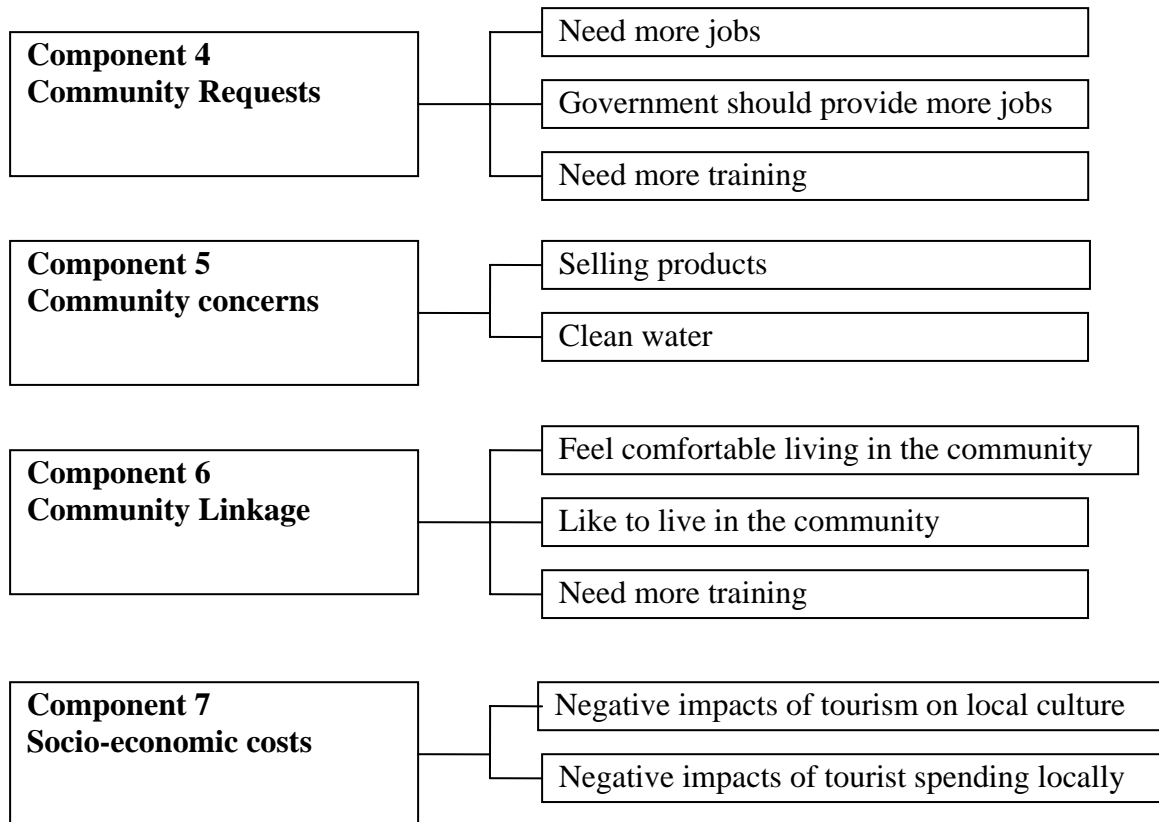 Component 4
Community Requests
Need more jobs
Government should provide more jobs
Need more training
Component 5
Community concerns
Selling products
Clean water
Component 6
Community Linkage
Feel comfortable living in the community
Like to live in the community
Need more training
Component 7
Socio-economic costs
Negative impacts of tourism on local culture
Negative impacts of tourist spending locally